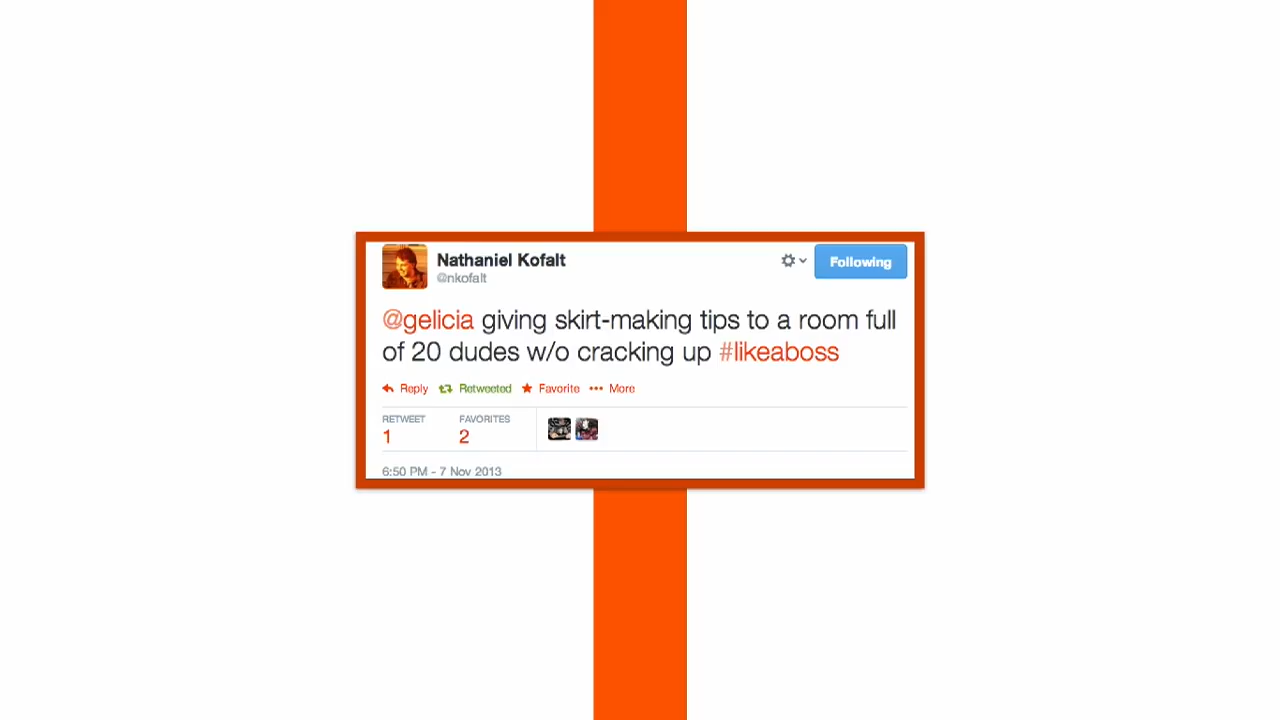 Nathaniel Kofalt
@nkofalt
Following
@gelicia giving skirt-making tips to a room full
of 20 dudes w/o cracking up #likeaboss
Reply Retweeted Favorite More
RETWEET FAVORITES
1 2
6:50 PM - 7 Nov 2013